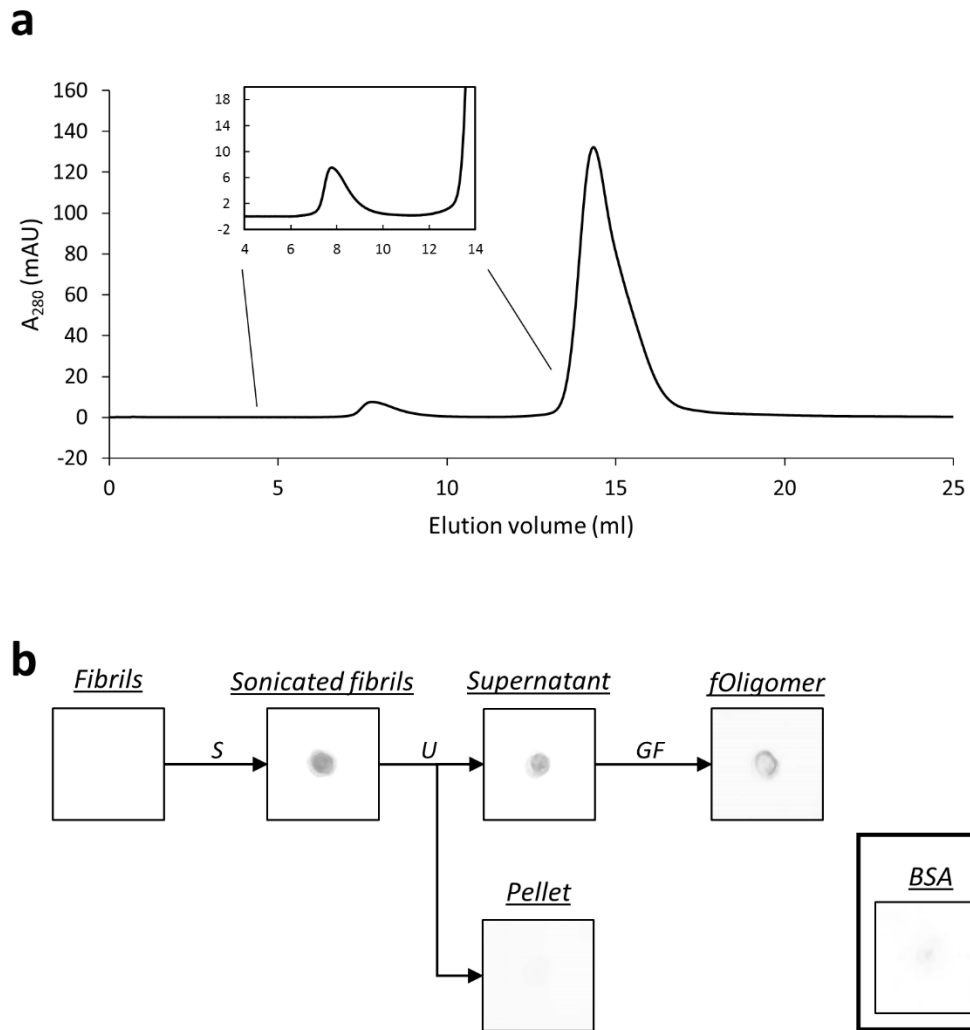 a
160
140
120
100
80
60
40
20
0
-20
A280 (mAU)
18
14
10
6
2
-2
4 6 8 10 12 14
0 5 10 15 20 25
Elution volume (ml)
b
Fibrils Sonicated fibrils Supernatant fOligomer
S U GF
Pellet
BSA